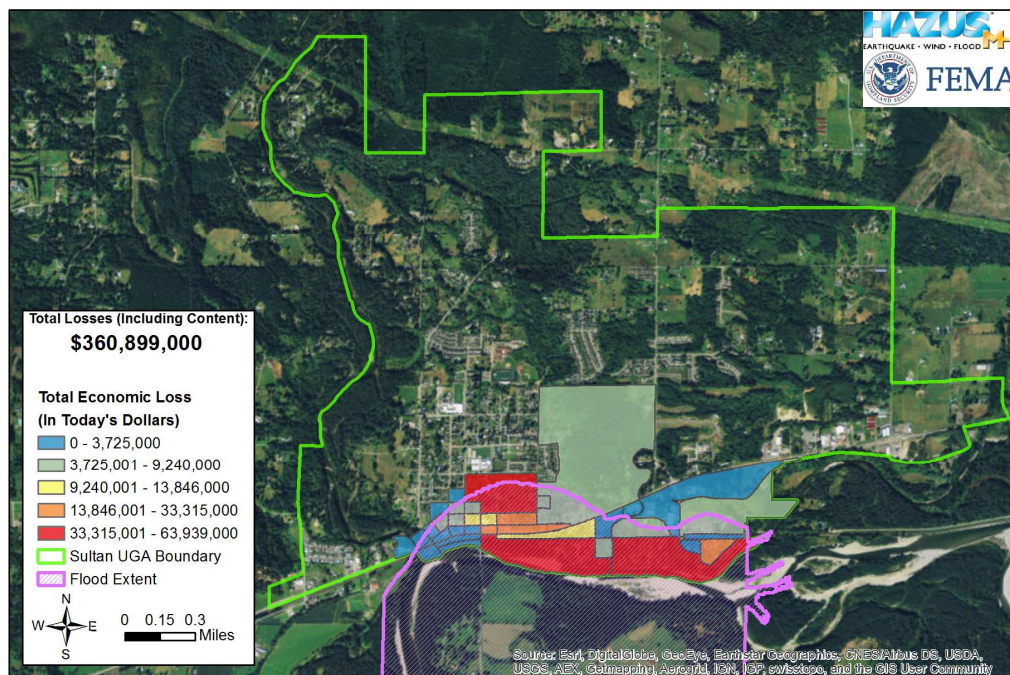 HAZUS MH
EARTHQUAKE • WIND • FLOOD
U.S. DEPARTMENT OF HOMELAND SECURITY
FEMA
Total Losses (Including Content):
$360,899,000
Total Economic Loss
(In Today's Dollars)
0 - 3,725,000
3,725,001 - 9,240,000
9,240,001 - 13,846,000
13,846,001 - 33,315,000
33,315,001 - 63,939,000
Sultan UGA Boundary
Flood Extent
N
W E
S
0 0.15 0.3
Miles
Source: Esri, DigitalGlobe, GeoEye, Earthstar Geographics, CNES/Airbus DS, USDA,
USGS, AEX, Getmapping, Aerogrid, IGN, IGP, swisstopo, and the GIS User Community